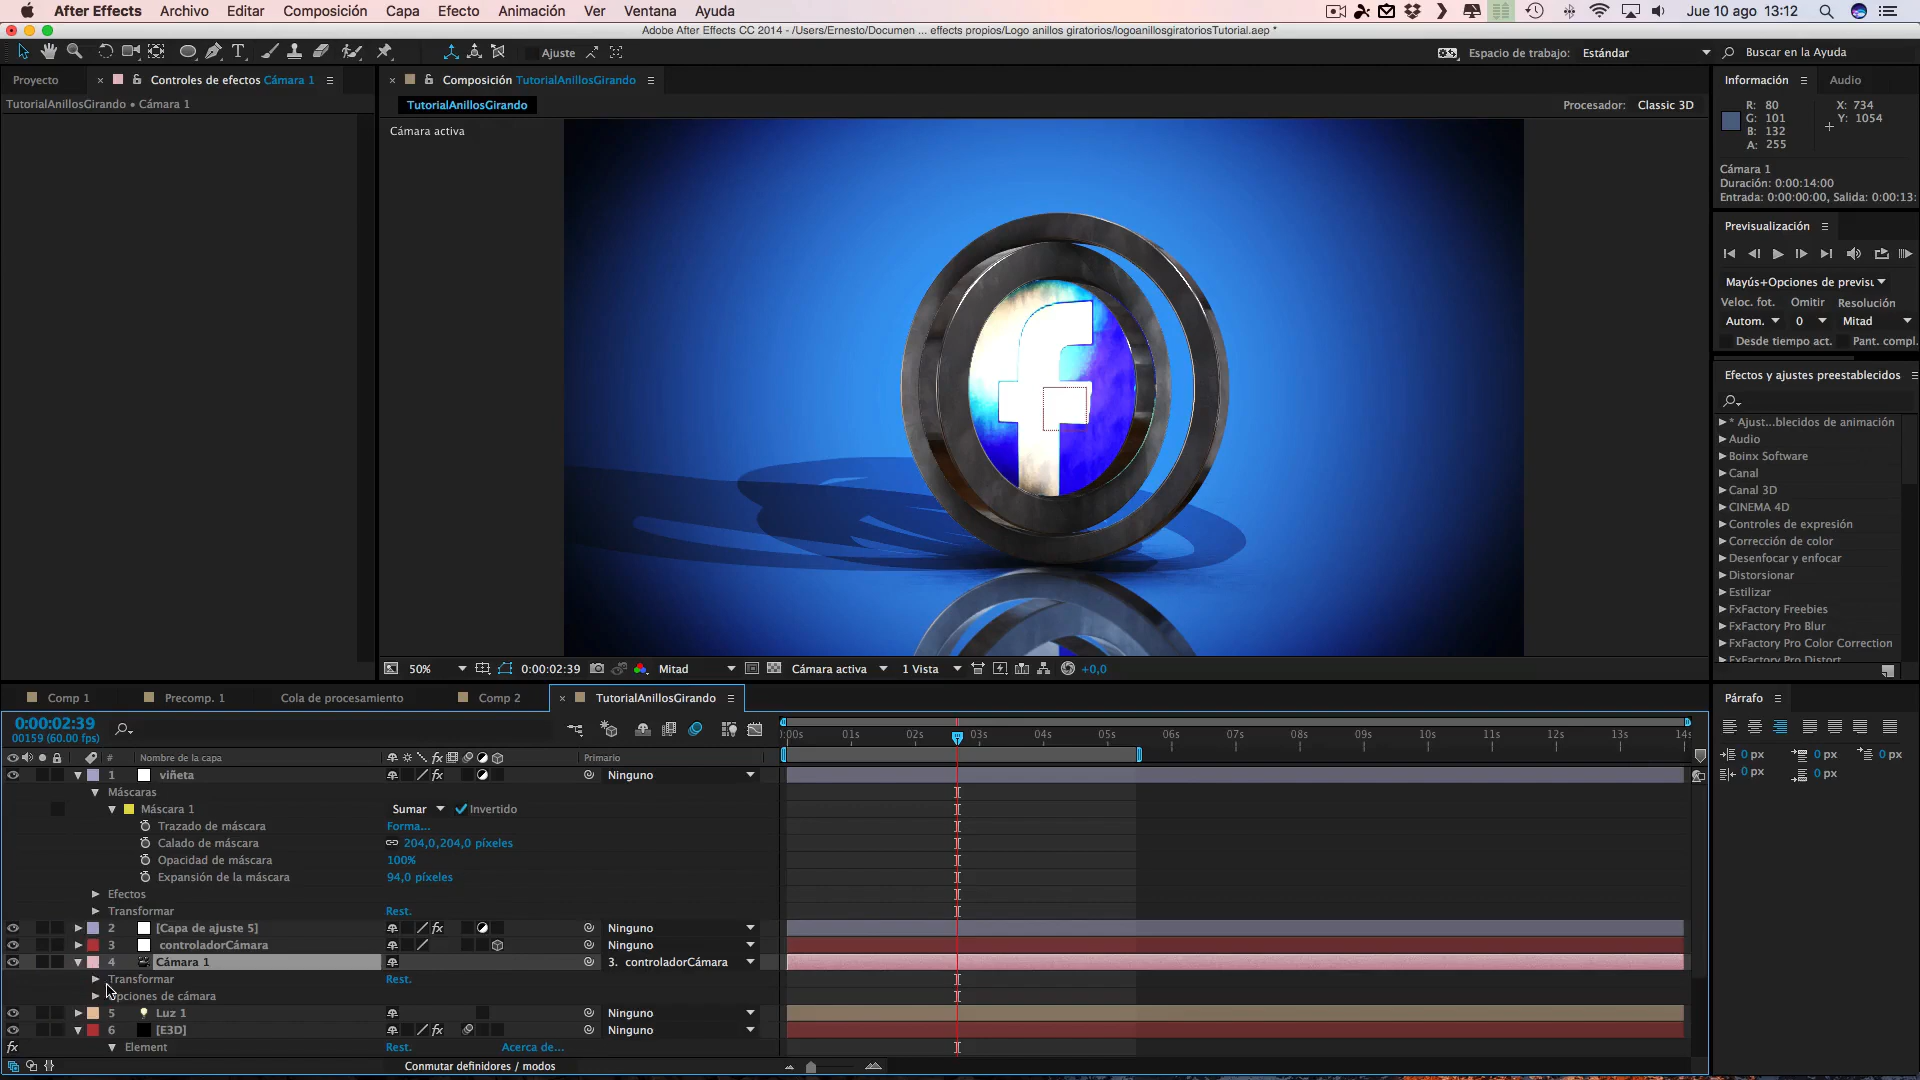 After Effects Archivo Editar Composición Capa Efecto Animación Ver Ventana Ayuda Jue 10 ago 13:12
Adobe After Effects CC 2014 - /Users/Ernesto/Documen ... effects propios/Logo anillos giratorios/logoanillosgiratoriosTutorial.aep *
Ajuste Espacio de trabajo: Estándar Buscar en la Ayuda
Proyecto Controles de efectos Cámara 1 Composición TutorialAnillosGirando Información Audio
TutorialAnillosGirando • Cámara 1 TutorialAnillosGirando Procesador: Classic 3D
Cámara activa
R: 80 X: 734
G: 101 Y: 1054
B: 132
A: 255
Cámara 1
Duración: 0:00:14:00
Entrada: 0:00:00:00, Salida: 0:00:13:
Previsualización
Mayús+Opciones de previsu
Veloc. fot. Omitir Resolución
Autom. 0 Mitad
Desde tiempo act. Pant. compl.
Efectos y ajustes preestablecidos
* Ajust...blecidos de animación
Audio
Boinx Software
Canal
Canal 3D
CINEMA 4D
Controles de expresión
Corrección de color
Desenfocar y enfocar
Distorsionar
Estilizar
FxFactory Freebies
FxFactory Pro Blur
FxFactory Pro Color Correction
FxFactory Pro Distort
50% 0:00:02:39 Mitad Cámara activa 1 Vista +0,0
Comp 1 Precomp. 1 Cola de procesamiento Comp 2 TutorialAnillosGirando Párrafo
0:00:02:39
00159 (60.00 fps)
:00s 01s 02s 03s 04s 05s 06s 07s 08s 09s 10s 11s 12s 13s 14s
# Nombre de la capa Primario
1 viñeta Ninguno
Máscaras
Máscara 1 Sumar Invertido
Trazado de máscara Forma...
Calado de máscara 204,0,204,0 píxeles
Opacidad de máscara 100%
Expansión de la máscara 94,0 píxeles
Efectos
Transformar Rest.
2 [Capa de ajuste 5] Ninguno
3 controladorCámara Ninguno
4 Cámara 1 3. controladorCámara
Transformar Rest.
pciones de cámara
5 Luz 1 Ninguno
6 [E3D] Ninguno
fx Element Rest. Acerca de...
Conmutar definidores / modos
0 px 0 px 0 px
0 px 0 px